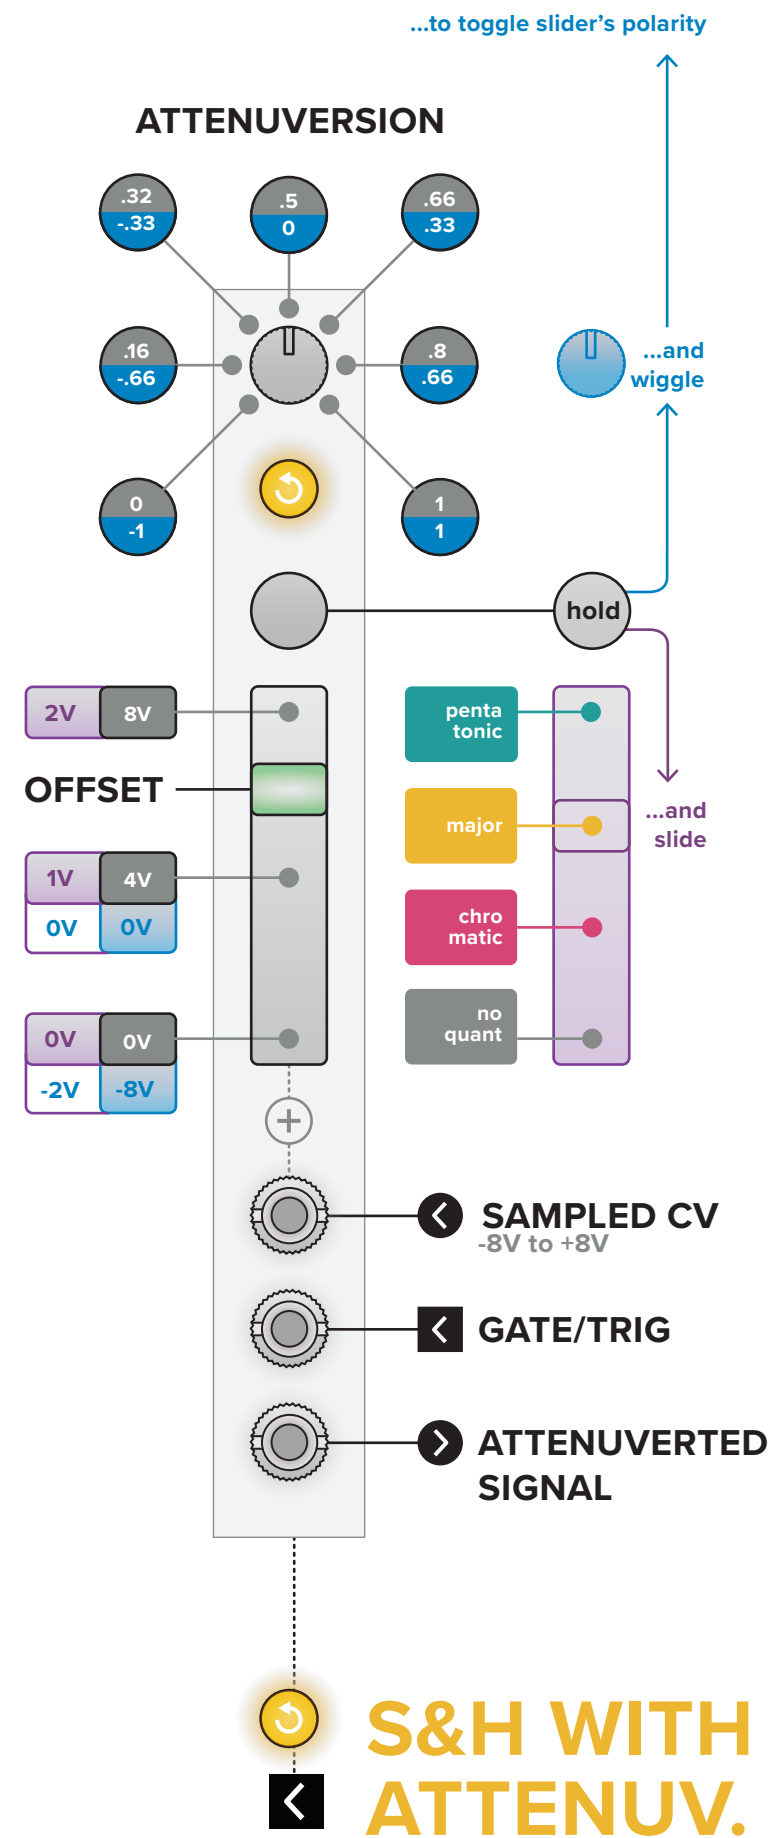 ...to toggle slider’s polarity
ATTENUVERSION
.32
-.33
.5
0
.66
.33
.16
-.66
.8
.66
...and
wiggle
0
-1
1
1
hold
2V 8V
penta
tonic
OFFSET
major
...and
slide
1V 4V
0V 0V
chro
matic
0V 0V
-2V -8V
no
quant
SAMPLED CV
-8V to +8V
GATE/TRIG
ATTENUVERTED
SIGNAL
S&H WITH
ATTENUV.